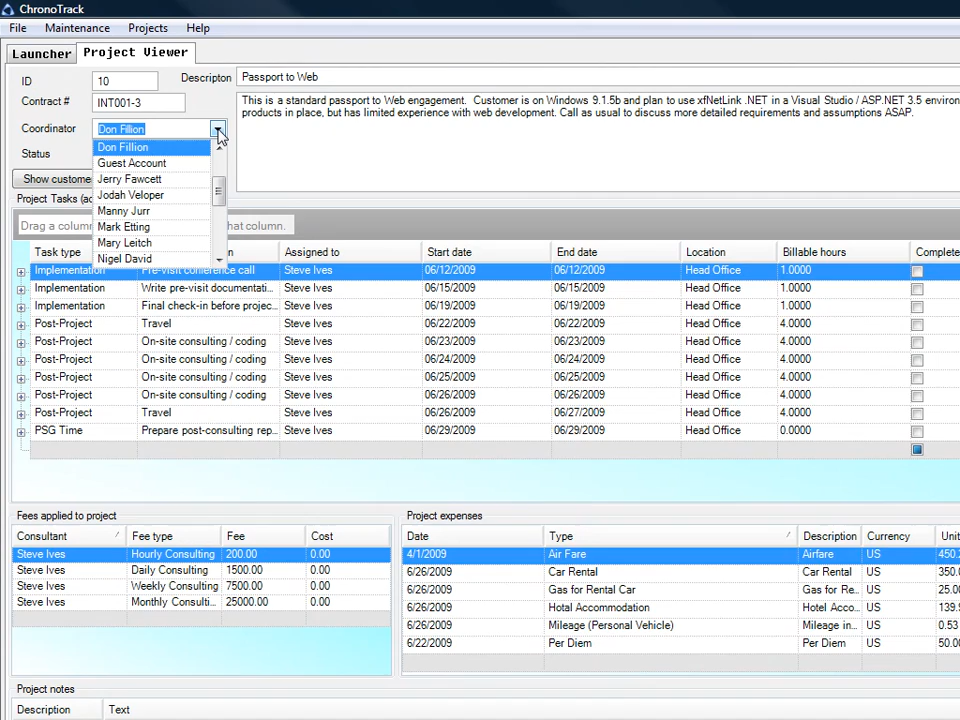 ChronoTrack
File Maintenance Projects Help
Launcher Project Viewer
ID 10 Descripton Passport to Web
Contract # INT001-3
This is a standard passport to Web engagement. Customer is on Windows 9.1.5b and plan to use xfNetLink .NET in a Visual Studio / ASP.NET 3.5 environ
products in place, but has limited experience with web development. Call as usual to discuss more detailed requirements and assumptions ASAP.
Coordinator Don Fillion
Status
Show custome
Don Fillion
Guest Account
Jerry Fawcett
Jodah Veloper
Manny Jurr
Mark Etting
Mary Leitch
Nigel David
Project Tasks (ac
Drag a column hat column.
Task type on Assigned to Start date End date Location Billable hours Complete
Implementation Pre-visit conference call Steve Ives 06/12/2009 06/12/2009 Head Office 1.0000
Implementation Write pre-visit documentati... Steve Ives 06/15/2009 06/15/2009 Head Office 1.0000
Implementation Final check-in before projec... Steve Ives 06/19/2009 06/19/2009 Head Office 1.0000
Post-Project Travel Steve Ives 06/22/2009 06/22/2009 Head Office 4.0000
Post-Project On-site consulting / coding Steve Ives 06/23/2009 06/23/2009 Head Office 4.0000
Post-Project On-site consulting / coding Steve Ives 06/24/2009 06/24/2009 Head Office 4.0000
Post-Project On-site consulting / coding Steve Ives 06/25/2009 06/25/2009 Head Office 4.0000
Post-Project On-site consulting / coding Steve Ives 06/26/2009 06/26/2009 Head Office 4.0000
Post-Project Travel Steve Ives 06/26/2009 06/27/2009 Head Office 4.0000
PSG Time Prepare post-consulting rep... Steve Ives 06/29/2009 06/29/2009 Head Office 0.0000
Fees applied to project
Consultant Fee type Fee Cost
Steve Ives Hourly Consulting 200.00 0.00
Steve Ives Daily Consulting 1500.00 0.00
Steve Ives Weekly Consulting 7500.00 0.00
Steve Ives Monthly Consulti... 25000.00 0.00
Project expenses
Date Type Description Currency Unit
4/1/2009 Air Fare Airfare US 450.
6/26/2009 Car Rental Car Rental US 350.
6/26/2009 Gas for Rental Car Gas for Re... US 25.0
6/26/2009 Hotal Accommodation Hotel Acco... US 139.
6/26/2009 Mileage (Personal Vehicle) Mileage in... US 0.53
6/22/2009 Per Diem Per Diem US 50.0
Project notes
Description Text